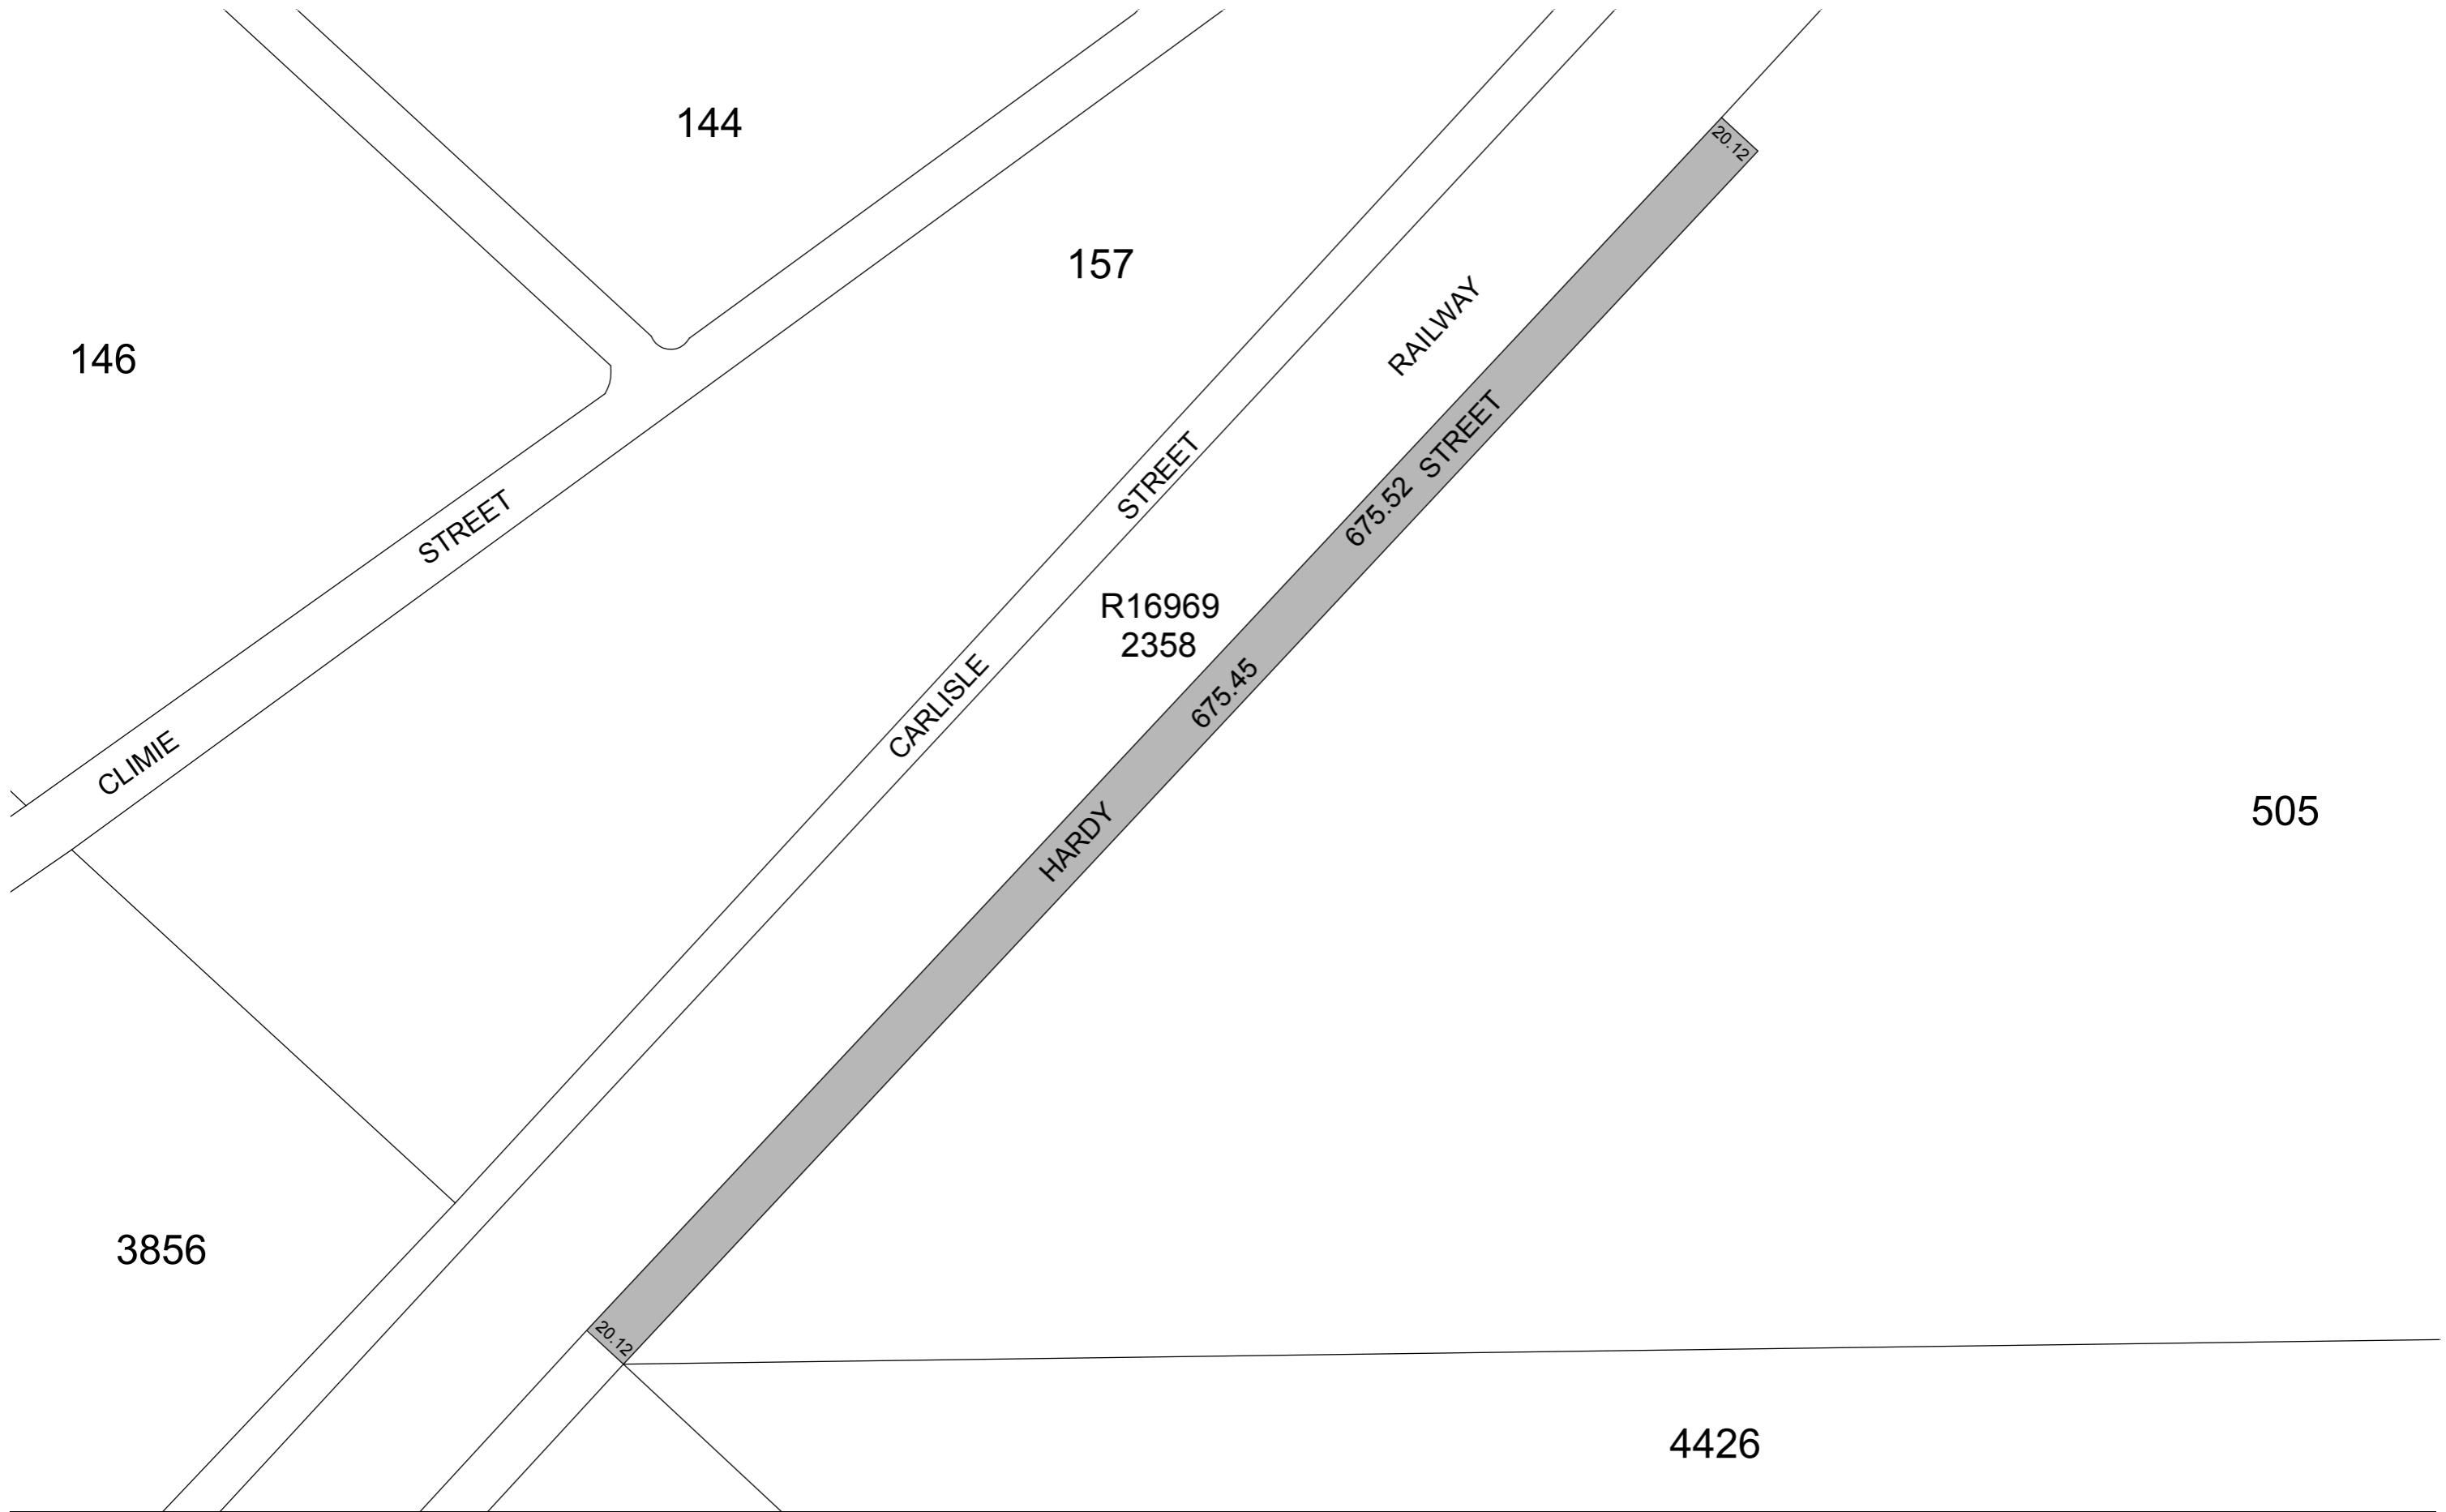 144
157
146
20.12
RAILWAY
CLIMIE STREET
CARLISLE STREET
R16969
2358
HARDY STREET
675.52
675.45
505
3856
20.12
4426